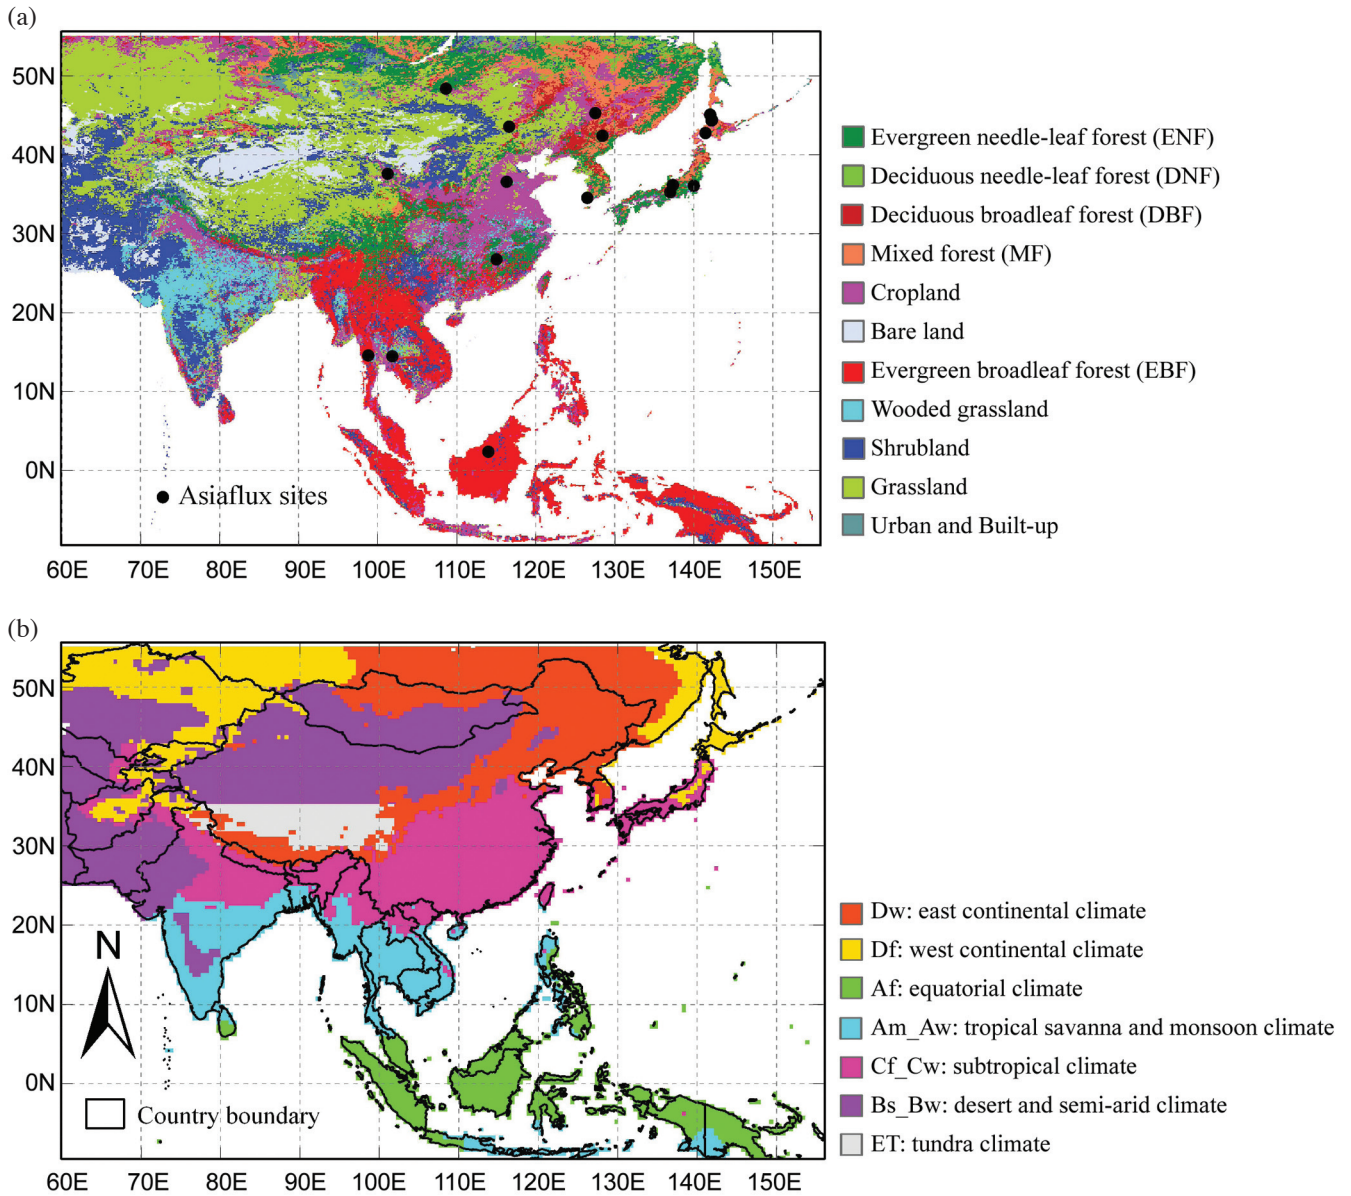 (a)
50N
40N
30N
20N
10N
0N
Asiaflux sites
60E 70E 80E 90E 100E 110E 120E 130E 140E 150E
Evergreen needle-leaf forest (ENF)
Deciduous needle-leaf forest (DNF)
Deciduous broadleaf forest (DBF)
Mixed forest (MF)
Cropland
Bare land
Evergreen broadleaf forest (EBF)
Wooded grassland
Shrubland
Grassland
Urban and Built-up
(b)
50N
40N
30N
20N
10N
0N
N
Country boundary
60E 70E 80E 90E 100E 110E 120E 130E 140E 150E
Dw: east continental climate
Df: west continental climate
Af: equatorial climate
Am_Aw: tropical savanna and monsoon climate
Cf_Cw: subtropical climate
Bs_Bw: desert and semi-arid climate
ET: tundra climate